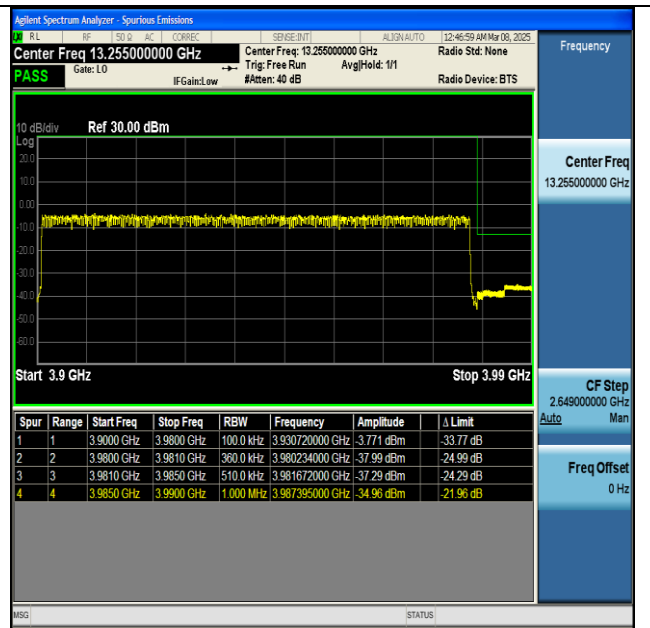 Agilent Spectrum Analyzer - Spurious Emissions
LXI RL RF 50 Ω AC CORREC SENSE:INT ALIGN AUTO 12:46:59 AM Mar 08, 2025
Center Freq 13.255000000 GHz Center Freq: 13.255000000 GHz Radio Std: None Frequency
PASS Gate: LO Trig: Free Run Avg|Hold: 1/1
IFGain:Low #Atten: 40 dB Radio Device: BTS
10 dB/div Ref 30.00 dBm
Log
20.0
10.0
0.00
-10.0
-20.0
-30.0
-40.0
-50.0
-60.0
Start 3.9 GHz Stop 3.99 GHz
Center Freq
13.255000000 GHz
CF Step
2.649000000 GHz
Auto Man
Freq Offset
0 Hz
Spur Range Start Freq Stop Freq RBW Frequency Amplitude Δ Limit
1 1 3.9000 GHz 3.9800 GHz 100.0 kHz 3.930720000 GHz -3.771 dBm -33.77 dB
2 2 3.9800 GHz 3.9810 GHz 360.0 kHz 3.980234000 GHz -37.99 dBm -24.99 dB
3 3 3.9810 GHz 3.9850 GHz 510.0 kHz 3.981672000 GHz -37.29 dBm -24.29 dB
4 4 3.9850 GHz 3.9900 GHz 1.000 MHz 3.987395000 GHz -34.96 dBm -21.96 dB
MSG STATUS